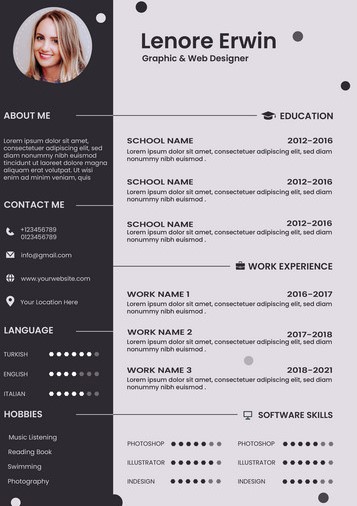 Lenore Erwin
Graphic & Web Designer
ABOUT ME
Lorem ipsum dolor sit amet,
consectetuer adipiscing elit, sed
diam nonummy nibh euismod
tincidunt ut laoreet dolore magna
aliquam erat volutpat. Ut wisi
enim ad minim veniam, quis
CONTACT ME
+123456789
0123456789
info@gmail.com
www.yourwebsite.com
Your Location Here
LANGUAGE
TURKISH
ENGLISH
ITALIAN
HOBBIES
Music Listening
Reading Book
Swimming
Photography
EDUCATION
SCHOOL NAME 2012-2016
Lorem ipsum dolor sit amet, consectetuer adipiscing elit, sed diam
nonummy nibh euismod .
SCHOOL NAME 2012-2016
Lorem ipsum dolor sit amet, consectetuer adipiscing elit, sed diam
nonummy nibh euismod .
SCHOOL NAME 2012-2016
Lorem ipsum dolor sit amet, consectetuer adipiscing elit, sed diam
nonummy nibh euismod .
WORK EXPERIENCE
WORK NAME 1 2016-2017
Lorem ipsum dolor sit amet, consectetuer adipiscing elit, sed diam
nonummy nibh euismod .
WORK NAME 2 2017-2018
Lorem ipsum dolor sit amet, consectetuer adipiscing elit, sed diam
nonummy nibh euismod .
WORK NAME 3 2018-2021
Lorem ipsum dolor sit amet, consectetuer adipiscing elit, sed diam
nonummy nibh euismod .
SOFTWARE SKILLS
PHOTOSHOP PHOTOSHOP
ILLUSTRATOR ILLUSTRATOR
INDESIGN INDESIGN